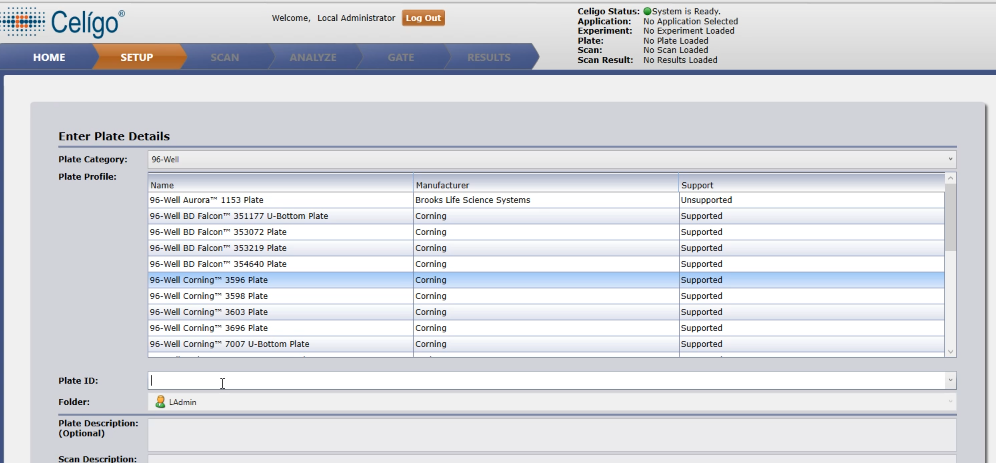 Celígo®
Welcome, Local Administrator Log Out
Celigo Status: System is Ready.
Application: No Application Selected
Experiment: No Experiment Loaded
Plate: No Plate Loaded
Scan: No Scan Loaded
Scan Result: No Results Loaded
HOME SETUP SCAN ANALYZE GATE RESULTS
Enter Plate Details
Plate Category: 96-Well
Plate Profile:
Name Manufacturer Support
96-Well Aurora™ 1153 Plate Brooks Life Science Systems Unsupported
96-Well BD Falcon™ 351177 U-Bottom Plate Corning Supported
96-Well BD Falcon™ 353072 Plate Corning Supported
96-Well BD Falcon™ 353219 Plate Corning Supported
96-Well BD Falcon™ 354640 Plate Corning Supported
96-Well Corning™ 3596 Plate Corning Supported
96-Well Corning™ 3598 Plate Corning Supported
96-Well Corning™ 3603 Plate Corning Supported
96-Well Corning™ 3696 Plate Corning Supported
96-Well Corning™ 7007 U-Bottom Plate Corning Supported
Plate ID:
Folder: LAdmin
Plate Description:
(Optional)
Scan Description: